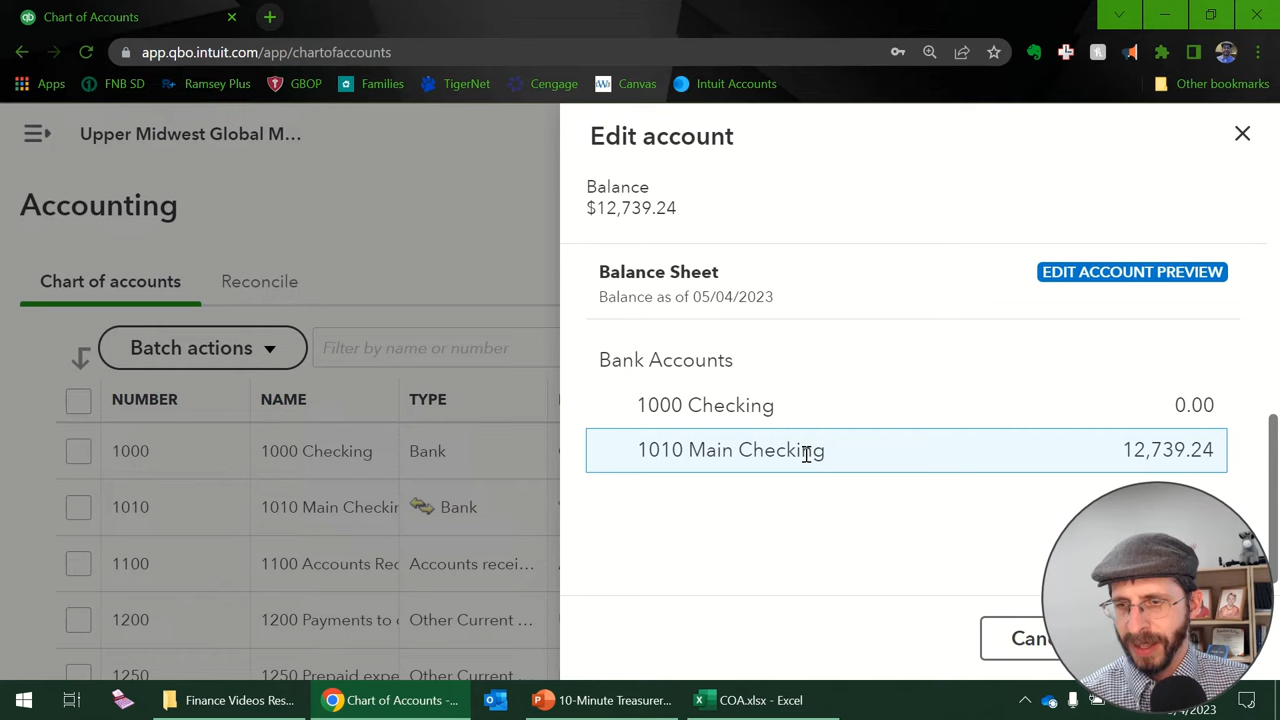 Chart of Accounts
app.qbo.intuit.com/app/chartofaccounts
Apps FNB SD Ramsey Plus GBOP Families TigerNet Cengage Canvas Intuit Accounts Other bookmarks
Upper Midwest Global M...
Edit account
Balance
$12,739.24
Accounting
Balance Sheet EDIT ACCOUNT PREVIEW
Balance as of 05/04/2023
Chart of accounts Reconcile
Batch actions Filter by name or number
Bank Accounts
NUMBER NAME TYPE
1000 Checking 0.00
1000 1000 Checking Bank
1010 Main Checking 12,739.24
1010 1010 Main Checkin Bank
1100 1100 Accounts Rec Accounts recei...
1200 1200 Payments to Other Current ...
1250 1250 Prepaid expe Other Current
Finance Videos Res... Chart of Accounts -... 10-Minute Treasurer... COA.xlsx - Excel